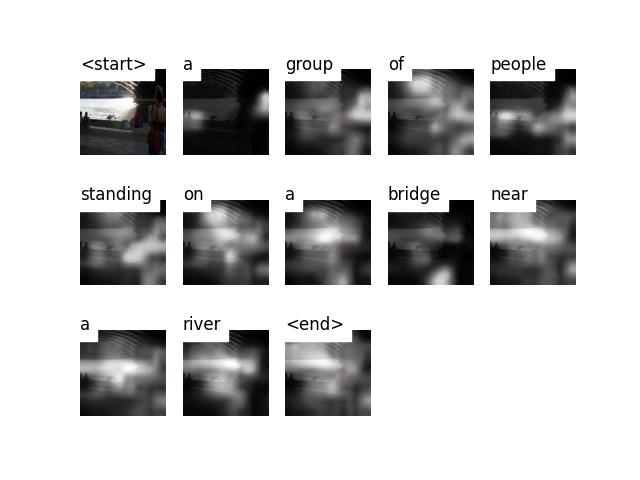 <start> a group of people
standing on a bridge near
a river <end>